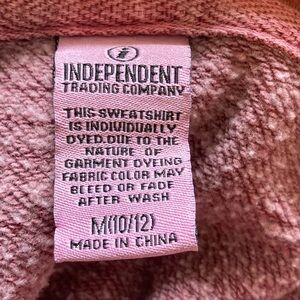 INDEPENDENT
TRADING COMPANY
THIS SWEATSHIRT
IS INDIVIDUALLY
DYED.DUE TO THE
NATURE OF
GARMENT DYEING
FABRIC COLOR MAY
BLEED OR FADE
AFTER WASH
M(10/12)
MADE IN CHINA